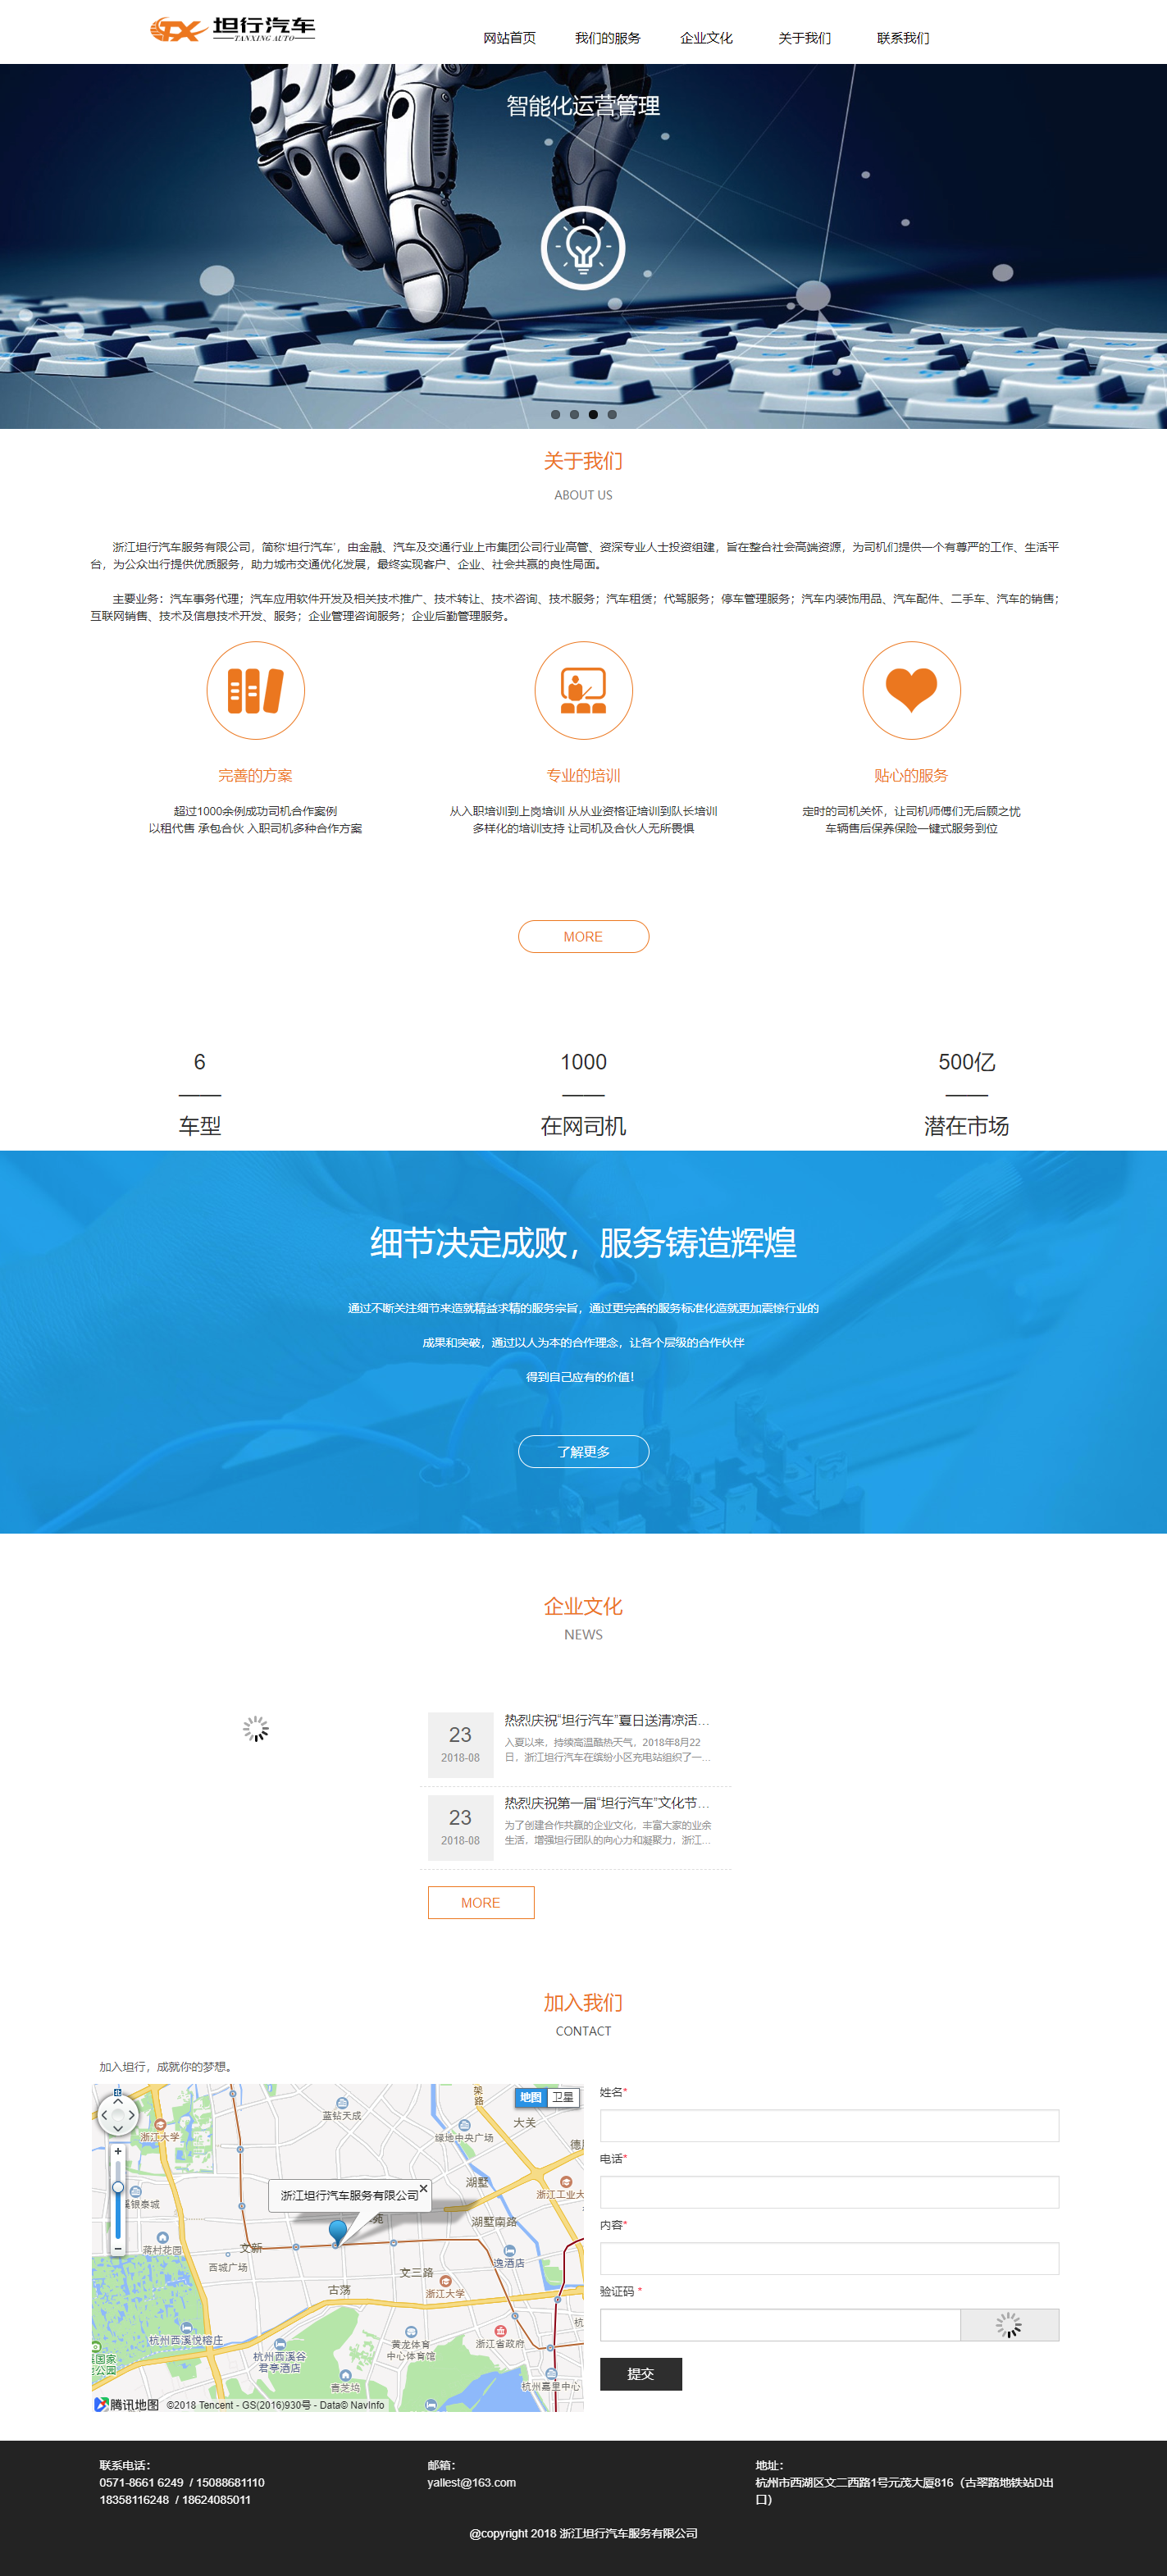 坦行汽车
TANXING AUTO
网站首页 我们的服务 企业文化 关于我们 联系我们
智能化运营管理
关于我们
ABOUT US
浙江坦行汽车服务有限公司，简称‘坦行汽车’，由金融、汽车及交通行业上市集团公司行业高管、资深专业人士投资组建，旨在整合社会高端资源，为司机们提供一个有尊严的工作、生活平
台，为公众出行提供优质服务，助力城市交通优化发展，最终实现客户、企业、社会共赢的良性局面。
主要业务：汽车事务代理；汽车应用软件开发及相关技术推广、技术转让、技术咨询、技术服务；汽车租赁；代驾服务；停车管理服务；汽车内装饰用品、汽车配件、二手车、汽车的销售；
互联网销售、技术及信息技术开发、服务；企业管理咨询服务；企业后勤管理服务。
完善的方案
超过1000余例成功司机合作案例
以租代售 承包合伙 入职司机多种合作方案
专业的培训
从入职培训到上岗培训 从从业资格证培训到队长培训
多样化的培训支持 让司机及合伙人无所畏惧
贴心的服务
定时的司机关怀，让司机师傅们无后顾之忧
车辆售后保养保险一键式服务到位
MORE
6
车型
1000
在网司机
500亿
潜在市场
细节决定成败，服务铸造辉煌
通过不断关注细节来造就精益求精的服务宗旨，通过更完善的服务标准化造就更加震惊行业的
成果和突破，通过以人为本的合作理念，让各个层级的合作伙伴
得到自己应有的价值！
了解更多
企业文化
NEWS
23
2018-08
热烈庆祝“坦行汽车”夏日送清凉活...
入夏以来，持续高温酷热天气，2018年8月22
日，浙江坦行汽车在缤纷小区充电站组织了一...
23
2018-08
热烈庆祝第一届“坦行汽车”文化节...
为了创建合作共赢的企业文化，丰富大家的业余
生活，增强坦行团队的向心力和凝聚力，浙江...
MORE
加入我们
CONTACT
加入坦行，成就你的梦想。
地图 卫星
浙江大学
蓝钻天成
绿地中央广场
大关
浙江坦行汽车服务有限公司
湖墅
浙江工业大
湖墅南路
银泰城
蒋村花园
文新
西城广场
古荡
文三路
浙江大学
逸酒店
杭州西溪悦榕庄
杭州西溪谷
君亭酒店
黄龙体育
中心体育馆
浙江省政府
青芝坞
杭州嘉里中心
腾讯地图 ©2018 Tencent - GS(2016)930号 - Data© NavInfo
姓名*
电话*
内容*
验证码 *
提交
联系电话：
0571-8661 6249 / 15088681110
18358116248 / 18624085011
邮箱：
yallest@163.com
地址：
杭州市西湖区文二西路1号元茂大厦816（古翠路地铁站D出
口）
@copyright 2018 浙江坦行汽车服务有限公司